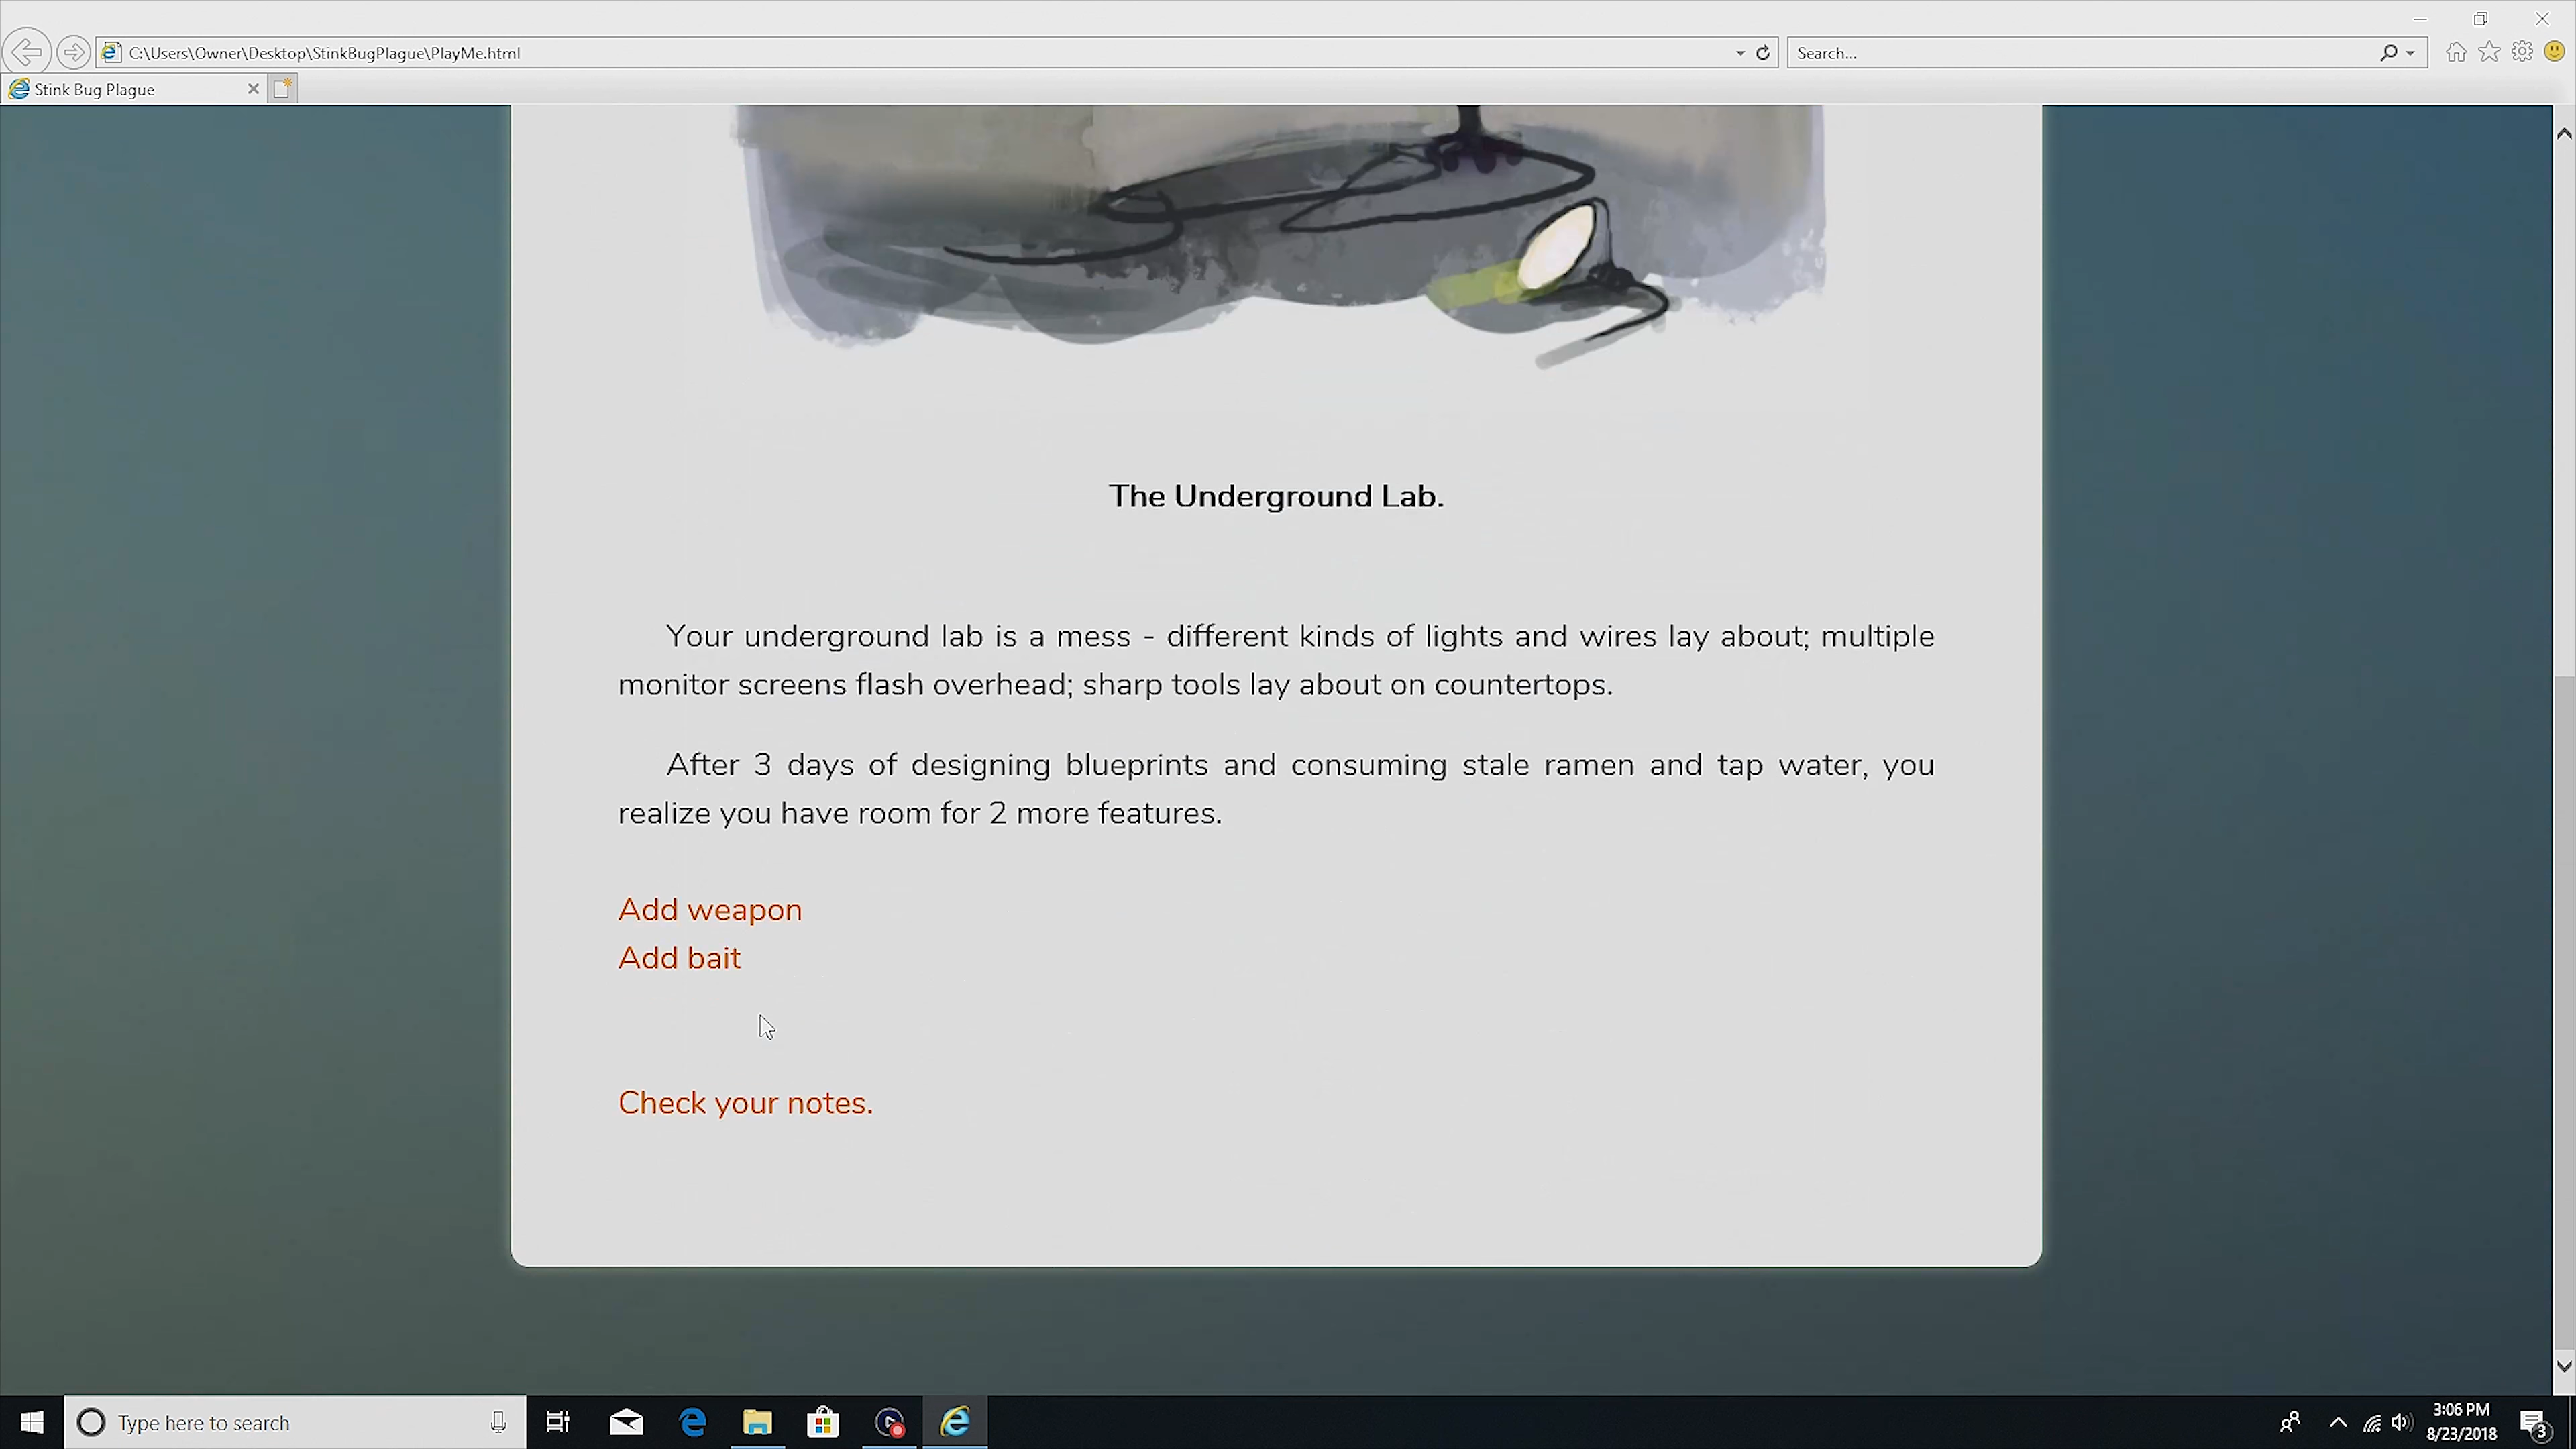 C:\Users\Owner\Desktop\StinkBugPlague\PlayMe.html
Search...
Stink Bug Plague
The Underground Lab.
Your underground lab is a mess - different kinds of lights and wires lay about; multiple
monitor screens flash overhead; sharp tools lay about on countertops.
After 3 days of designing blueprints and consuming stale ramen and tap water, you
realize you have room for 2 more features.
Add weapon
Add bait
Check your notes.
Type here to search
3:06 PM
8/23/2018
3